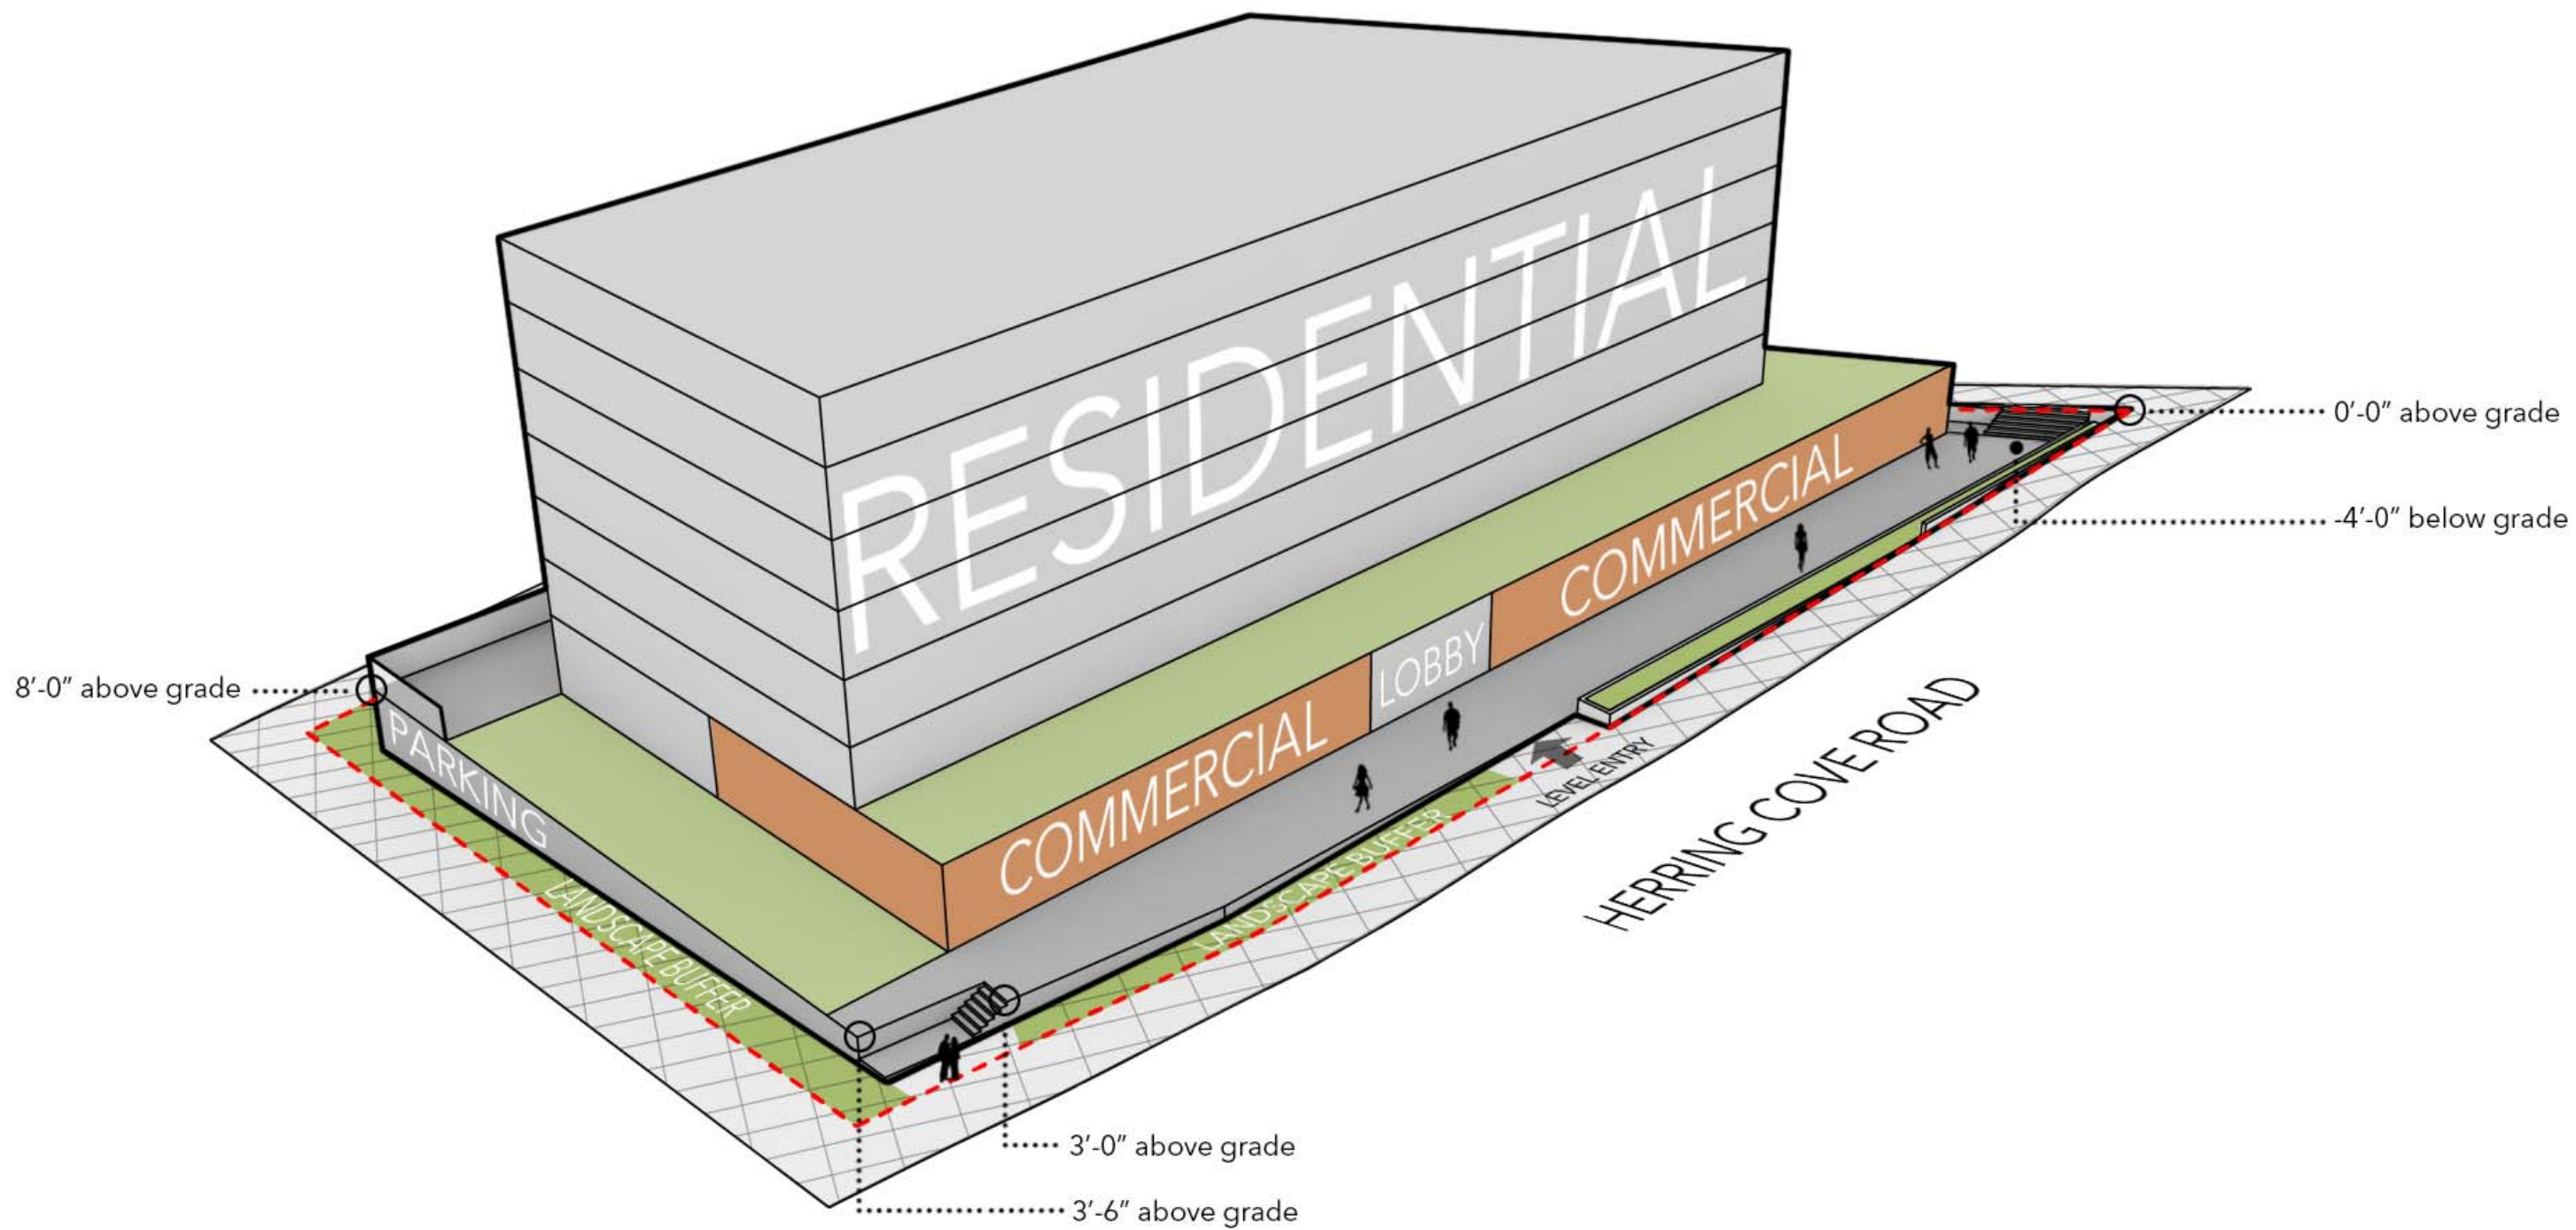 RESIDENTIAL
0’-0” above grade
COMMERCIAL
-4’-0” below grade
LOBBY
8’-0” above grade
PARKING
COMMERCIAL
LEVEL ENTRY
HERRING COVE ROAD
LANDSCAPE BUFFER
LANDSCAPE BUFFER
3’-0” above grade
3’-6” above grade